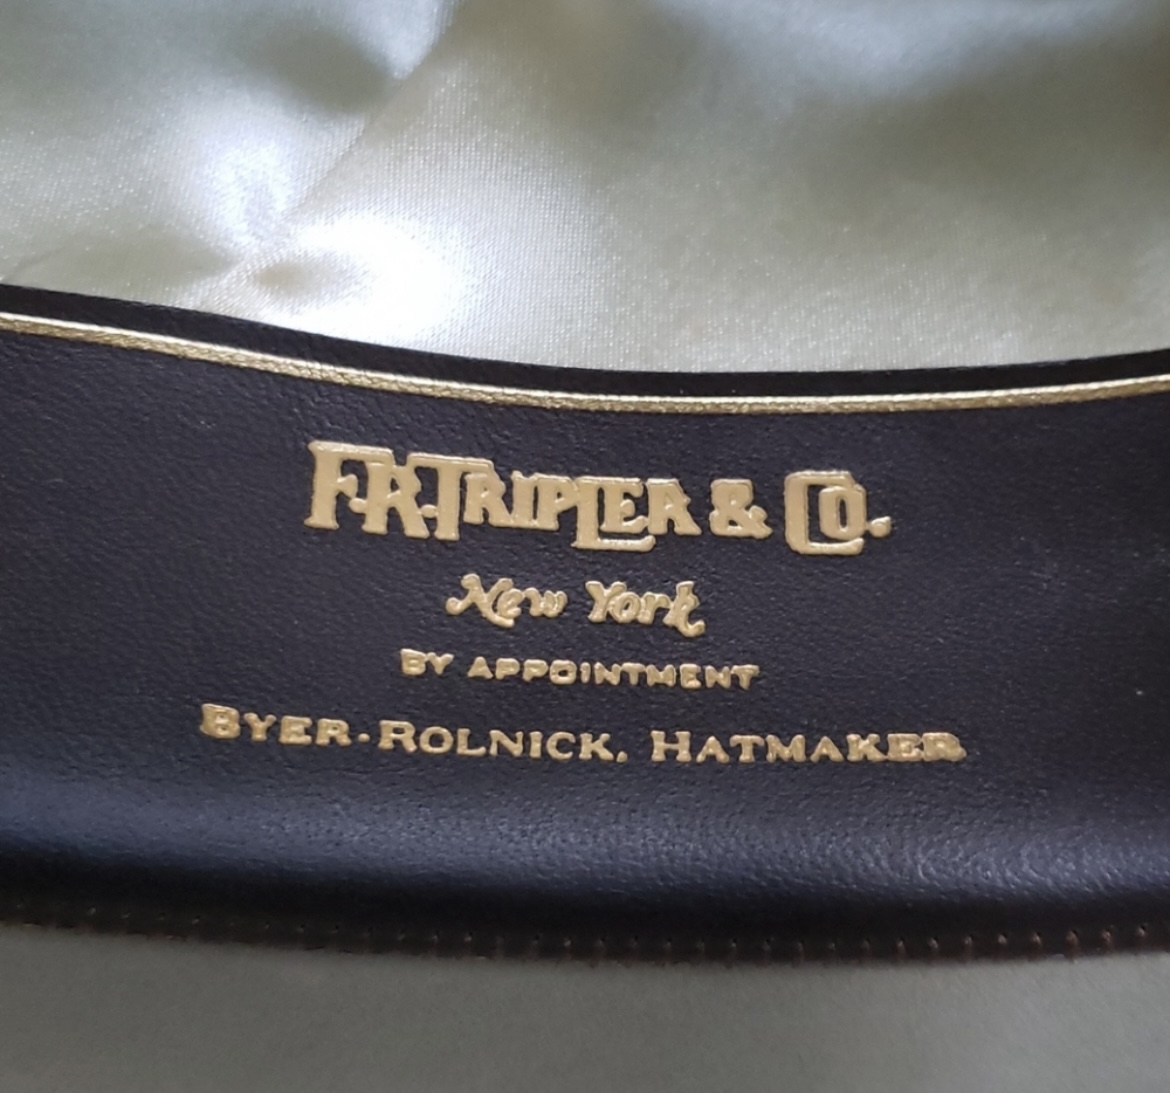 F.R. TRIPLER & CO.
New York
BY APPOINTMENT
BYER-ROLNICK, HATMAKER